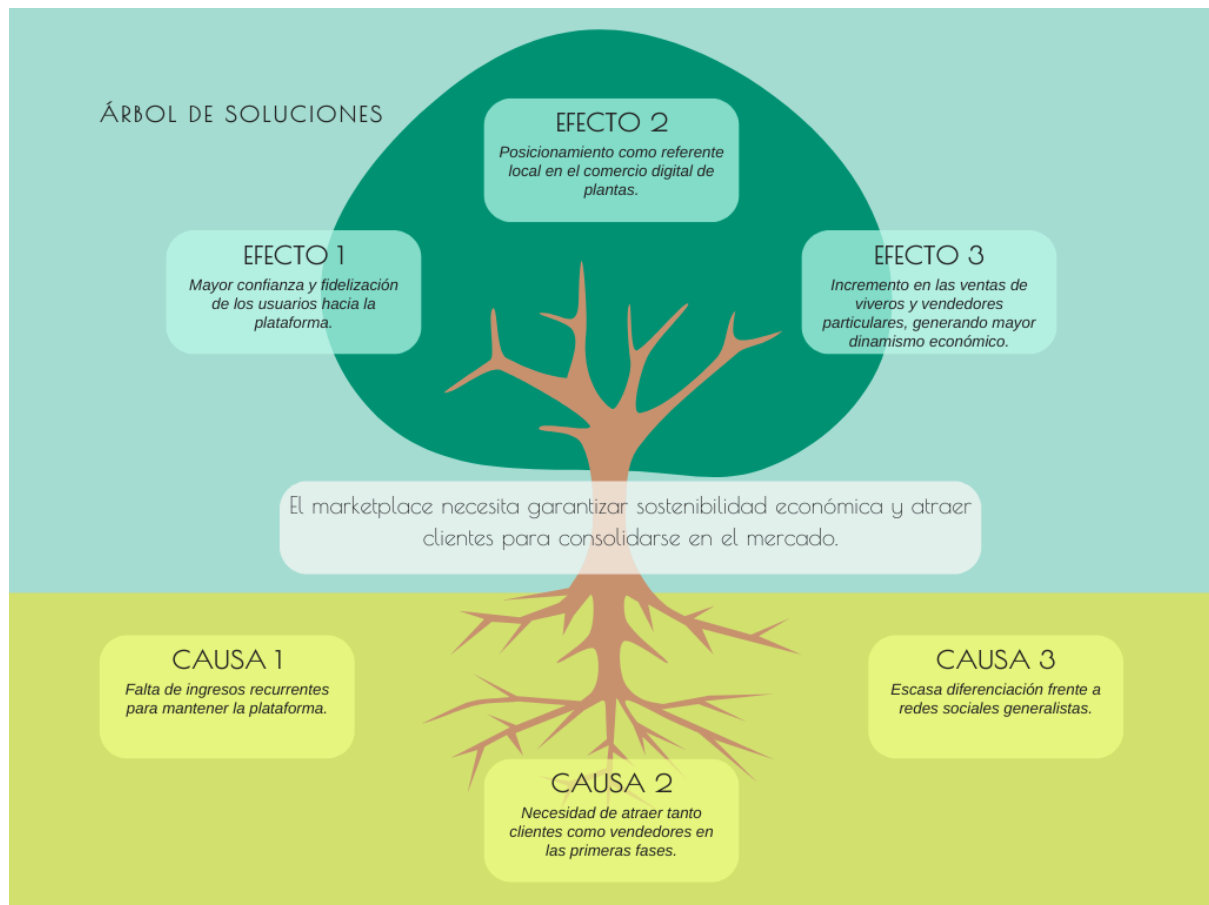 ÁRBOL DE SOLUCIONES
EFECTO 2
Posicionamiento como referente
local en el comercio digital de
plantas.
EFECTO 1
Mayor confianza y fidelización
de los usuarios hacia la
plataforma.
EFECTO 3
Incremento en las ventas de
viveros y vendedores
particulares, generando mayor
dinamismo económico.
El marketplace necesita garantizar sostenibilidad económica y atraer
clientes para consolidarse en el mercado.
CAUSA 1
Falta de ingresos recurrentes
para mantener la plataforma.
CAUSA 3
Escasa diferenciación frente a
redes sociales generalistas.
CAUSA 2
Necesidad de atraer tanto
clientes como vendedores en
las primeras fases.